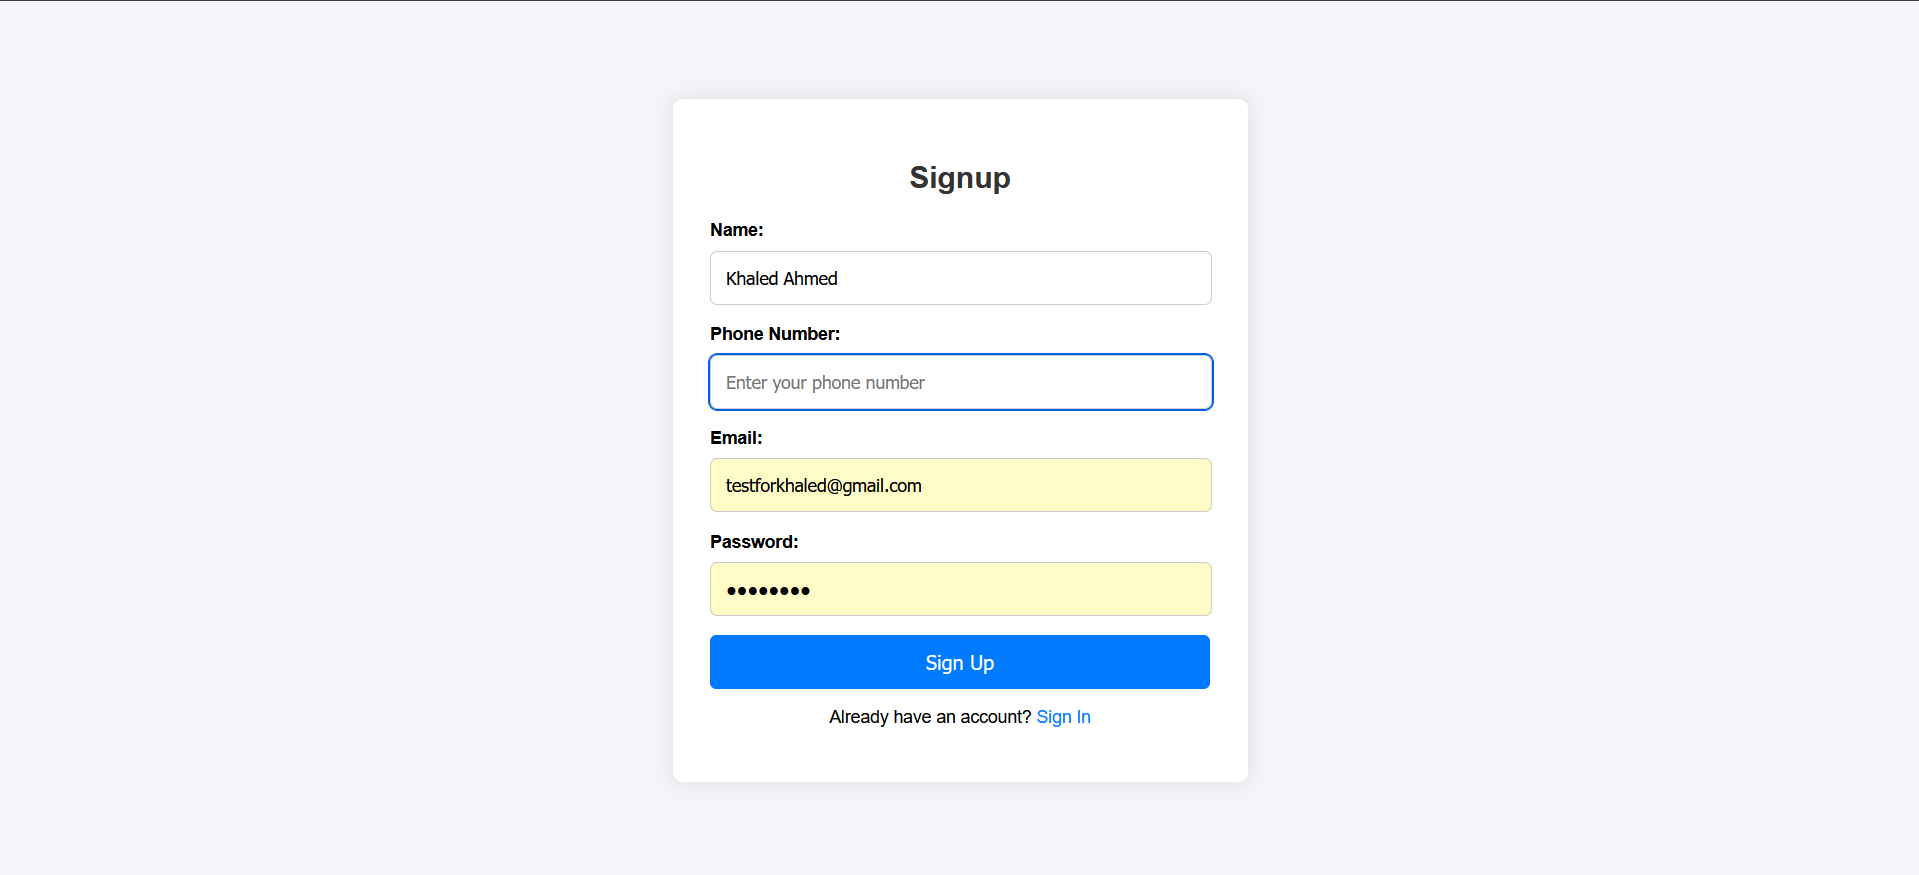 Signup
Name:
Khaled Ahmed
Phone Number:
Enter your phone number
Email:
testforkhaled@gmail.com
Password:
••••••••
Sign Up
Already have an account? Sign In